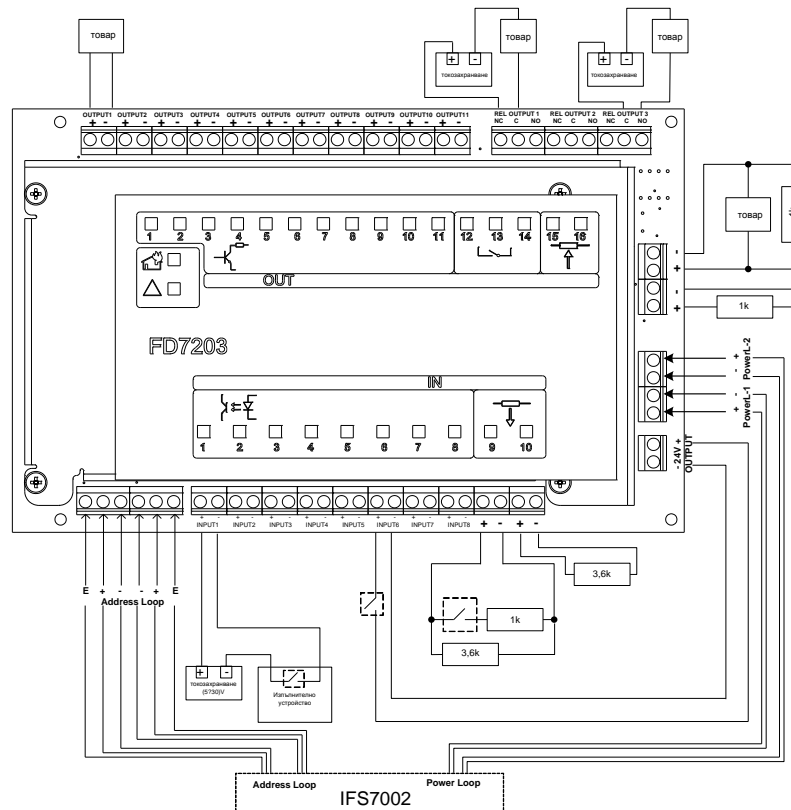 товар
товар
товар
+ -
токозахранване
+ -
токозахранване
OUTPUT1 OUTPUT2 OUTPUT3 OUTPUT4 OUTPUT5 OUTPUT6 OUTPUT7 OUTPUT8 OUTPUT9 OUTPUT10 OUTPUT11
+ - + - + - + - + - + - + - + - + - + - + -
REL OUTPUT 1 REL OUTPUT 2 REL OUTPUT 3
NC C NO NC C NO NC C NO
1 2 3 4 5 6 7 8 9 10 11 12 13 14 15 16
OUT
товар
-
+
-
+
1k
FD7203
IN
1 2 3 4 5 6 7 8 9 10
+
-
PowerL-2
-
+
PowerL-1
- 24V +
OUTPUT
+ - + - + - + - + - + - + - + -
INPUT1 INPUT2 INPUT3 INPUT4 INPUT5 INPUT6 INPUT7 INPUT8
+ - + -
E + - - + E
Address Loop
3,6k
1k
3,6k
+ -
токозахранване
(5?30)V
Изпълнително
устройство
Address Loop
Power Loop
IFS7002